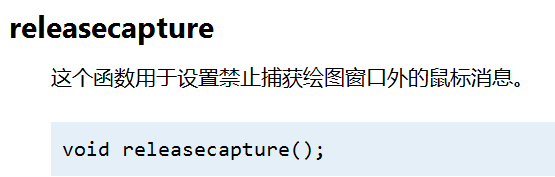 releasecapture
这个函数用于设置禁止捕获绘图窗口外的鼠标消息。
void releasecapture();